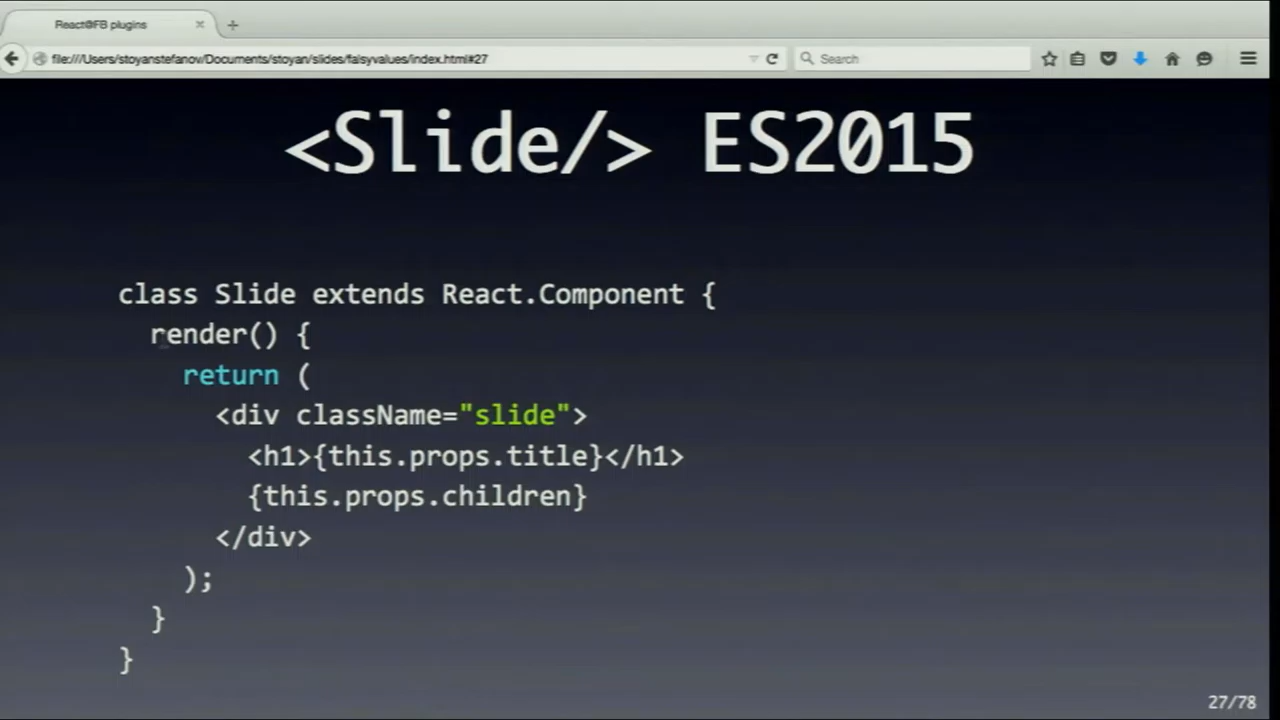 React@FB plugins
file:///Users/stoyanstefanov/Documents/stoyan/slides/falsyvalues/index.html#27
Search
<Slide/> ES2015
class Slide extends React.Component {
render() {
return (
<div className="slide">
<h1>{this.props.title}</h1>
{this.props.children}
</div>
);
}
}
27/78